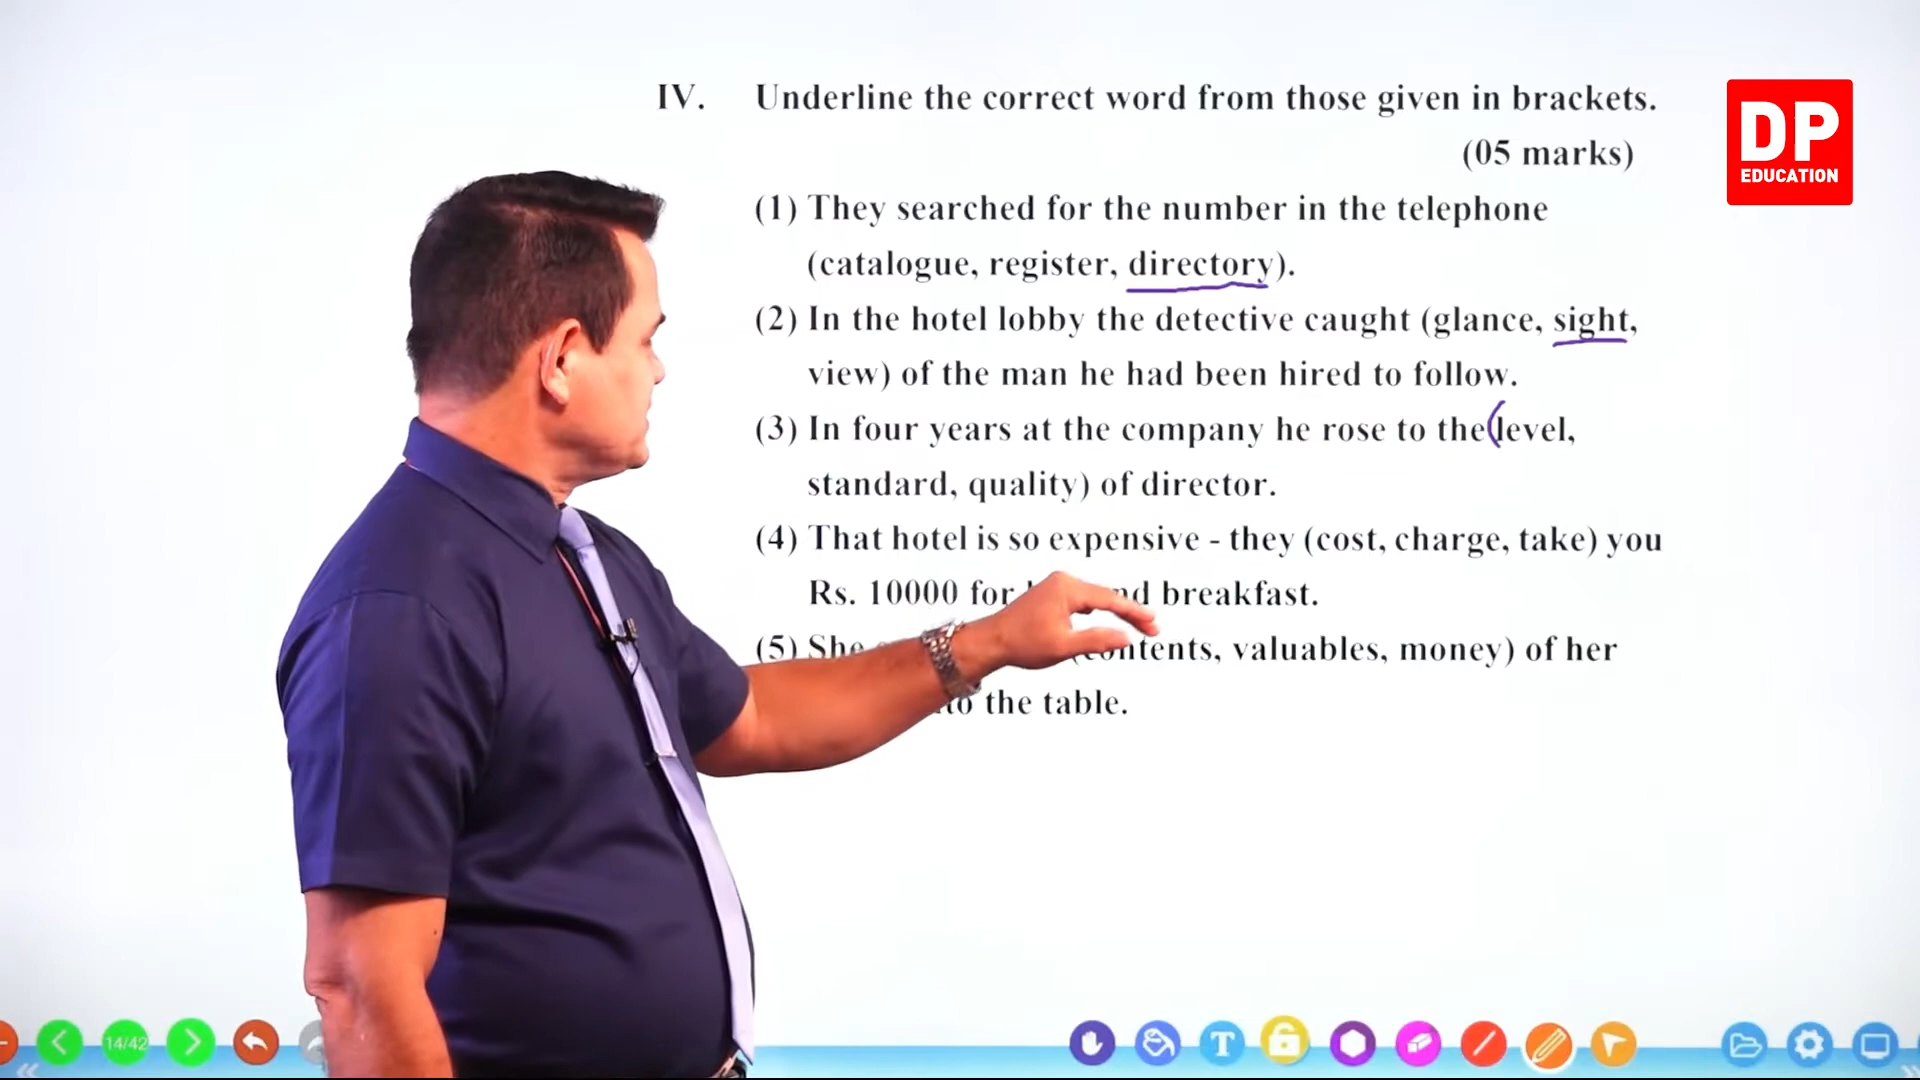 IV. Underline the correct word from those given in brackets.
(05 marks)
DP
EDUCATION
(1) They searched for the number in the telephone
(catalogue, register, directory).
(2) In the hotel lobby the detective caught (glance, sight,
view) of the man he had been hired to follow.
(3) In four years at the company he rose to the (level,
standard, quality) of director.
(4) That hotel is so expensive - they (cost, charge, take) you
Rs. 10000 for breakfast.
(5) She (contents, valuables, money) of her
the table.
14/42
T